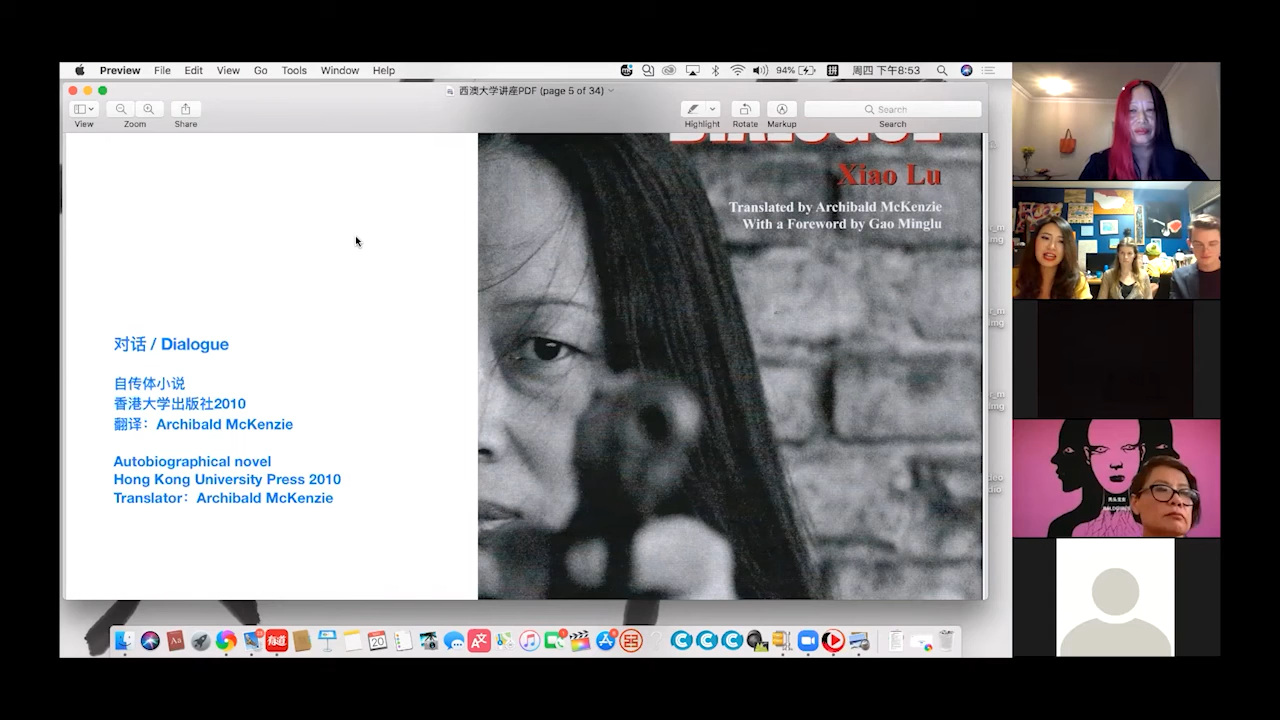 Preview File Edit View Go Tools Window Help 94% 周四 下午8:53
西澳大学讲座PDF (page 5 of 34)
View Zoom Share Highlight Rotate Markup Search
Search
DIALOGUE
Xiao Lu
Translated by Archibald McKenzie
With a Foreword by Gao Minglu
对话 / Dialogue
自传体小说
香港大学出版社2010
翻译：Archibald McKenzie
Autobiographical novel
Hong Kong University Press 2010
Translator：Archibald McKenzie
20